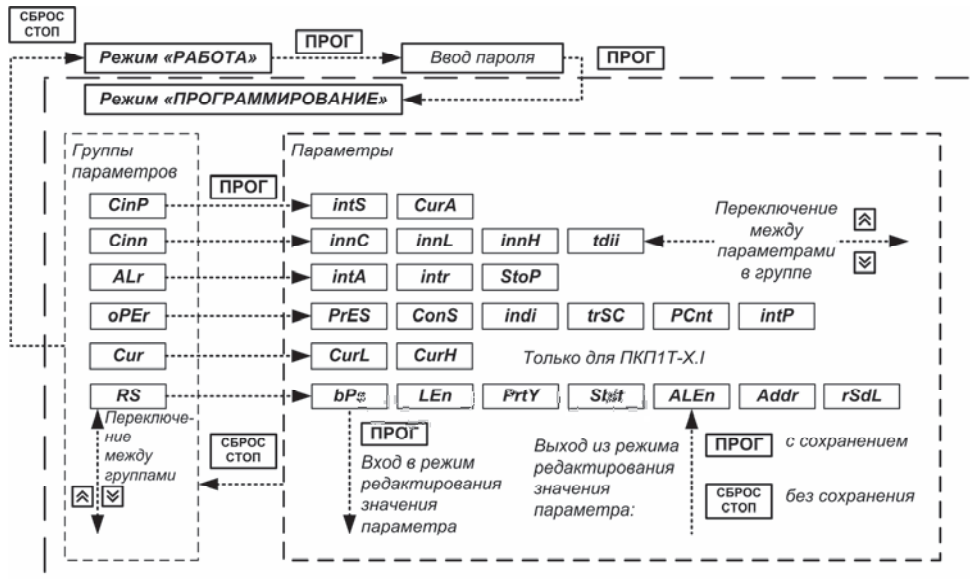 СБРОС
СТОП
Режим «РАБОТА»
ПРОГ
Ввод пароля
ПРОГ
Режим «ПРОГРАММИРОВАНИЕ»
Группы
параметров
Параметры
ПРОГ
CinP
intS CurA
Cinn
innC innL innH tdii
Переключение
между
параметрами
в группе
ALr
intA intr StoP
oPEr
PrES ConS indi trSC PCnt intP
Cur
CurL CurH
Только для ПКП1Т-Х.I
RS
LEn PrtY ALEn Addr rSdL
Переключе-
ние
между
группами
СБРОС
СТОП
ПРОГ
Вход в режим
редактирования
значения
параметра
Выход из режима
редактирования
значения
параметра:
ПРОГ с сохранением
СБРОС
СТОП
без сохранения